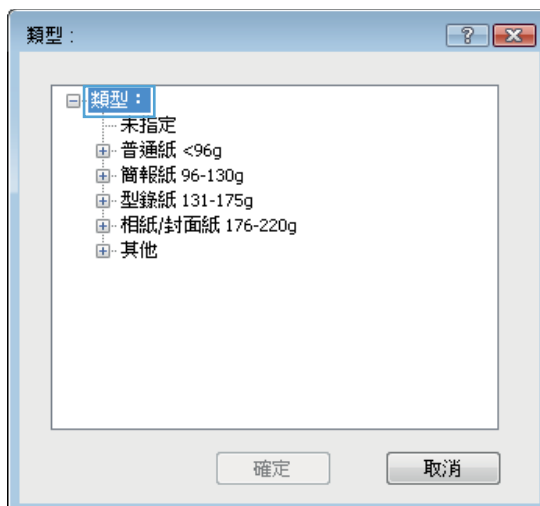 類型：
類型：
未指定
普通紙 <96g
簡報紙 96-130g
型錄紙 131-175g
相紙/封面紙 176-220g
其他
確定
取消